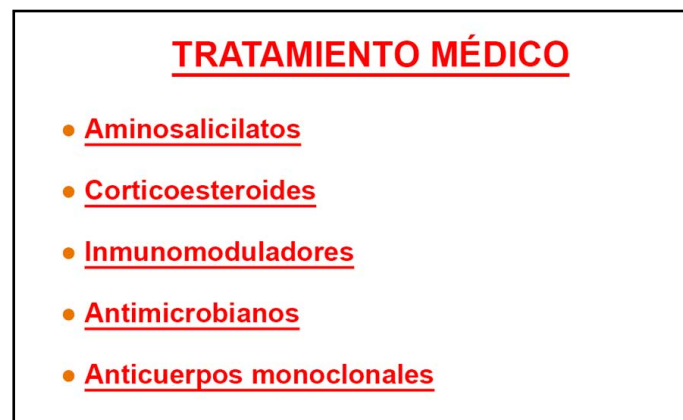 TRATAMIENTO MÉDICO
Aminosalicilatos
Corticoesteroides
Inmunomoduladores
Antimicrobianos
Anticuerpos monoclonales